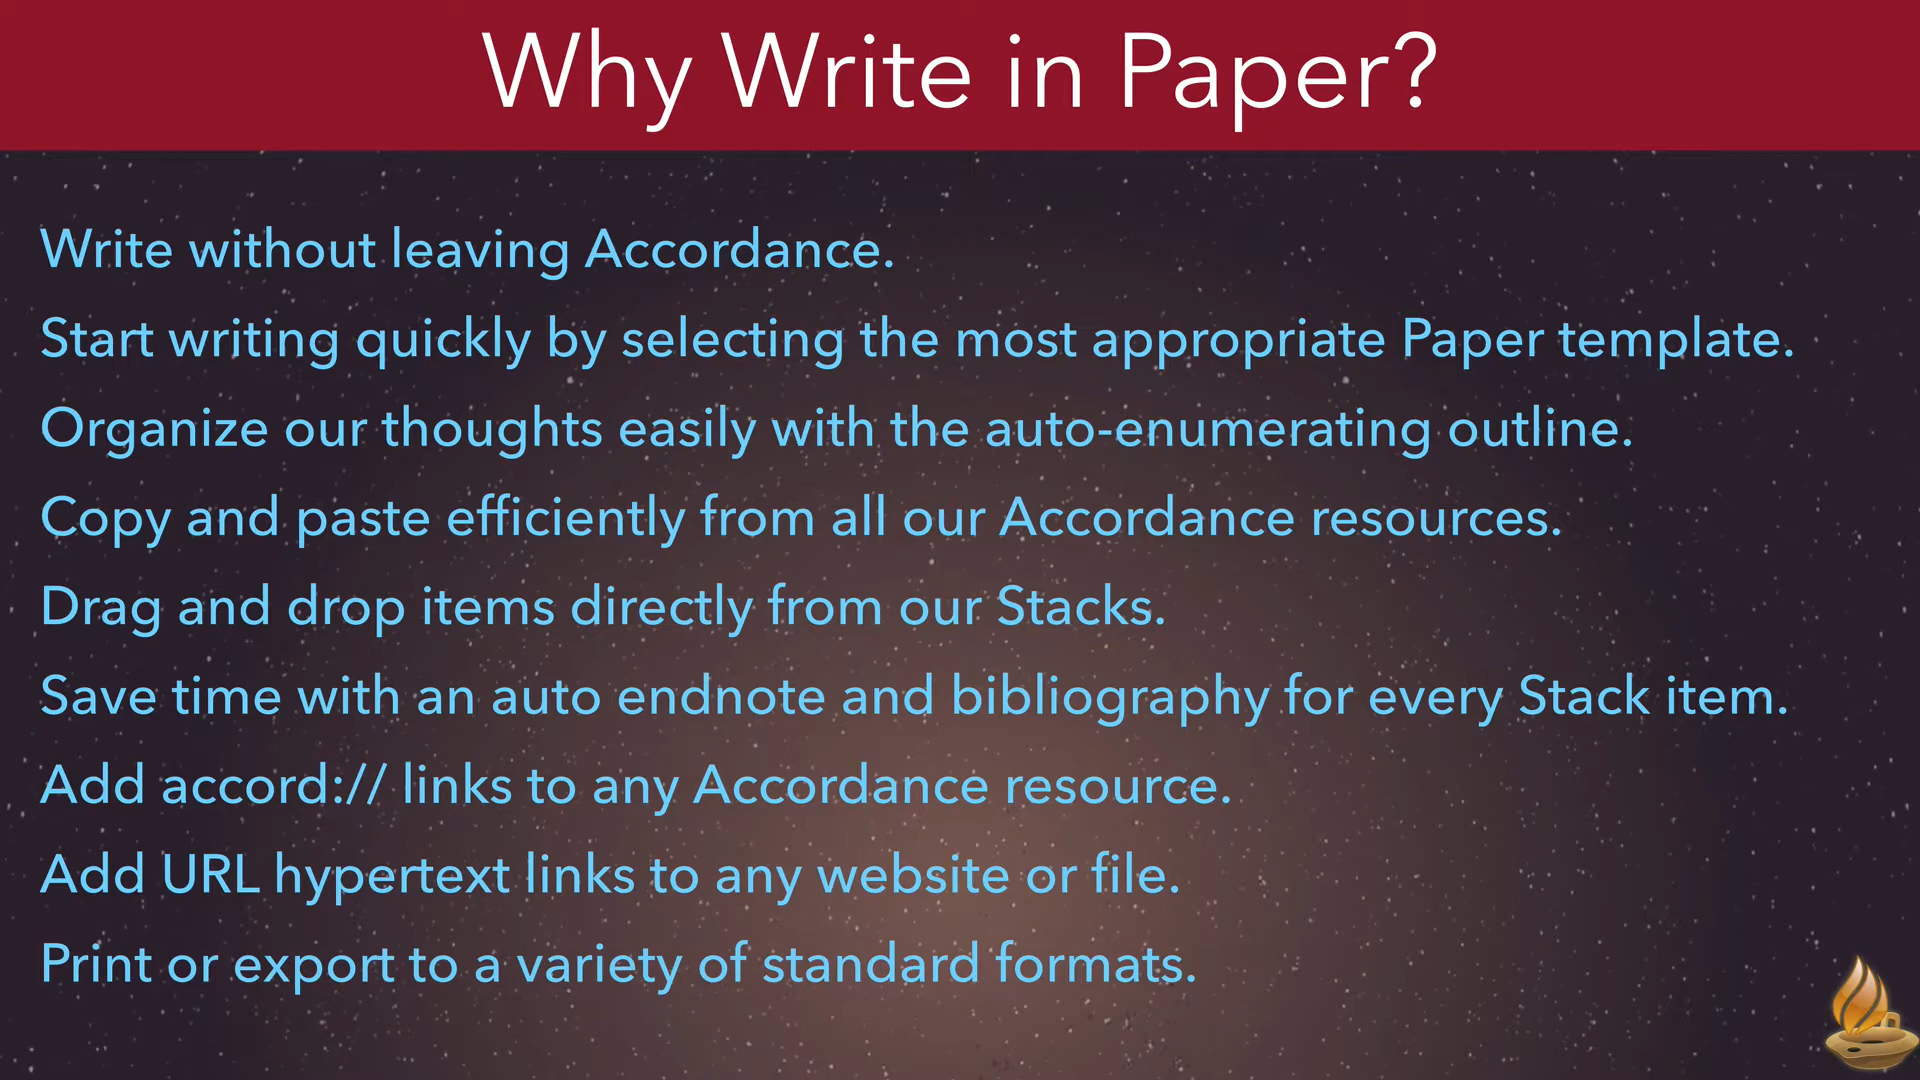 Why Write in Paper?
Write without leaving Accordance.
Start writing quickly by selecting the most appropriate Paper template.
Organize our thoughts easily with the auto-enumerating outline.
Copy and paste efficiently from all our Accordance resources.
Drag and drop items directly from our Stacks.
Save time with an auto endnote and bibliography for every Stack item.
Add accord:// links to any Accordance resource.
Add URL hypertext links to any website or file.
Print or export to a variety of standard formats.